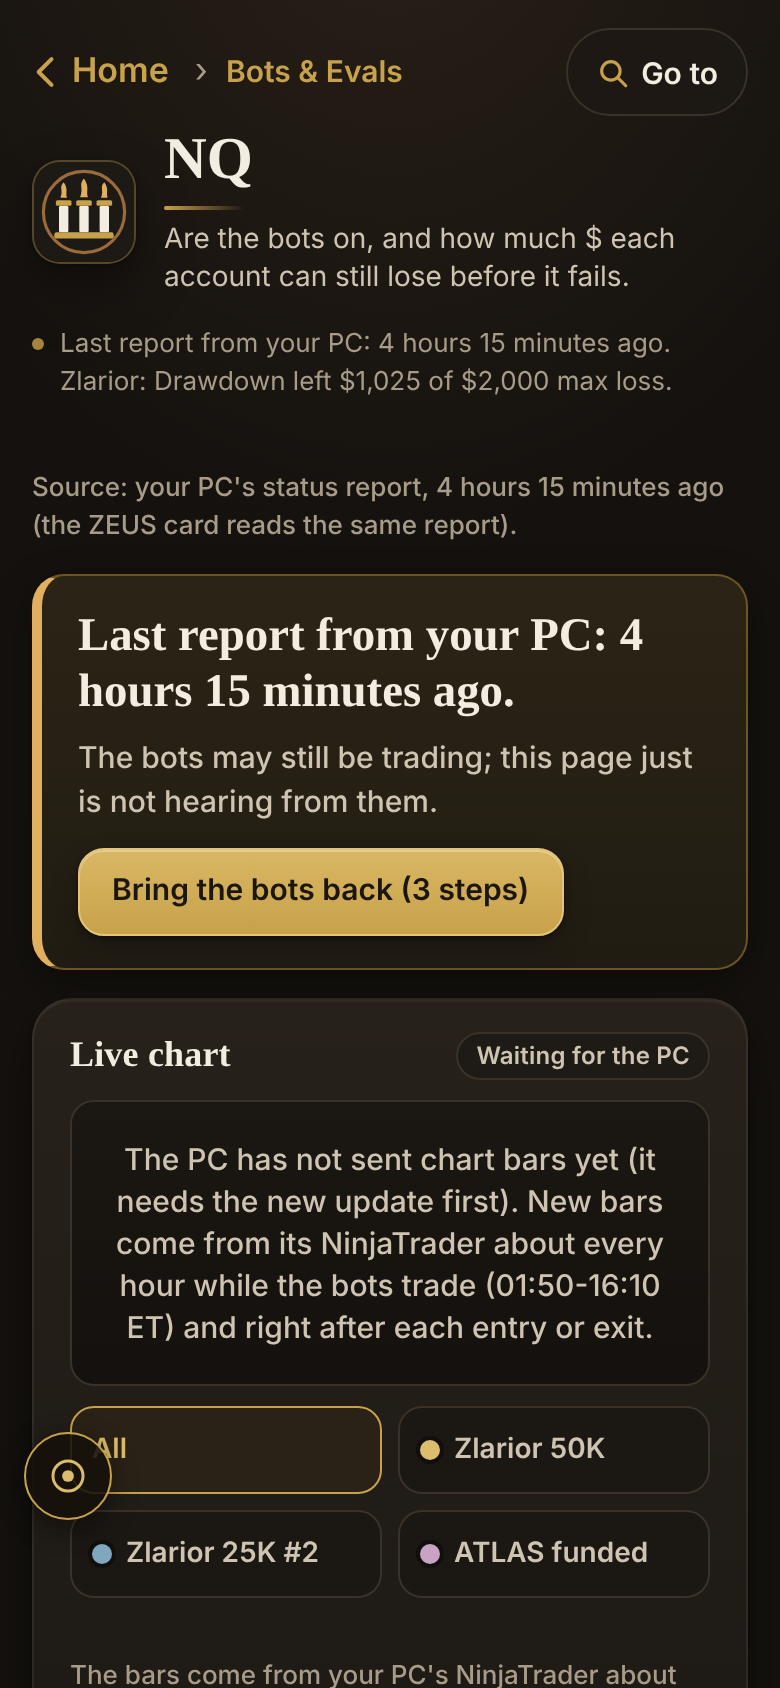 Home › Bots & Evals
Go to
NQ
Are the bots on, and how much $ each
account can still lose before it fails.
Last report from your PC: 4 hours 15 minutes ago.
Zlarior: Drawdown left $1,025 of $2,000 max loss.
Source: your PC's status report, 4 hours 15 minutes ago
(the ZEUS card reads the same report).
Last report from your PC: 4
hours 15 minutes ago.
The bots may still be trading; this page just
is not hearing from them.
Bring the bots back (3 steps)
Live chart
Waiting for the PC
The PC has not sent chart bars yet (it
needs the new update first). New bars
come from its NinjaTrader about every
hour while the bots trade (01:50-16:10
ET) and right after each entry or exit.
All
Zlarior 50K
Zlarior 25K #2
ATLAS funded
The bars come from your PC's NinjaTrader about